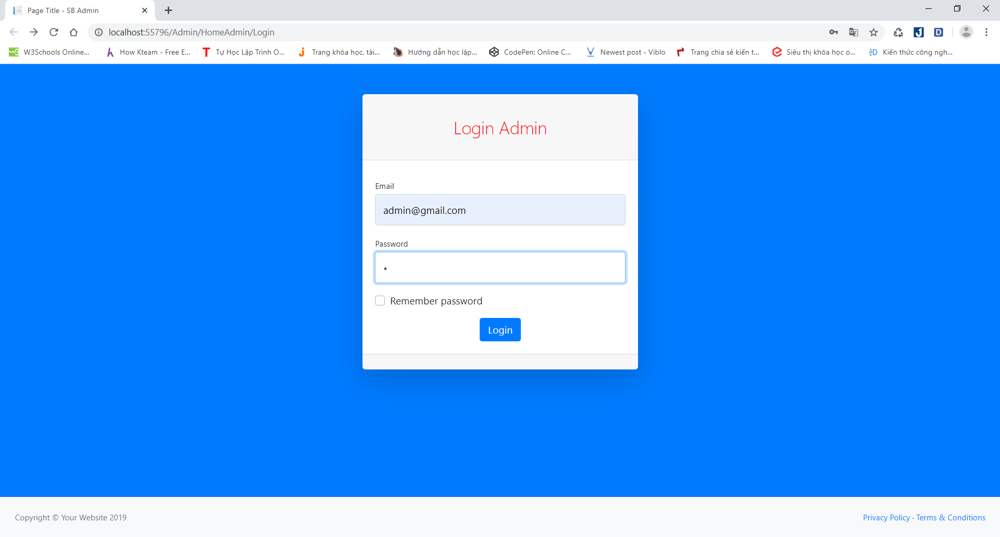 Page Title - SB Admin
localhost:55796/Admin/HomeAdmin/Login
W3Schools Online... How Kteam - Free E... Tự Học Lập Trình O... Trang khóa học, tài... Hướng dẫn học lập... CodePen: Online C... Newest post - Viblo Trang chia sẻ kiến t... Siêu thị khóa học o... Kiến thức công ngh...
Login Admin
Email
admin@gmail.com
Password
•
Remember password
Login
Copyright © Your Website 2019 Privacy Policy · Terms & Conditions